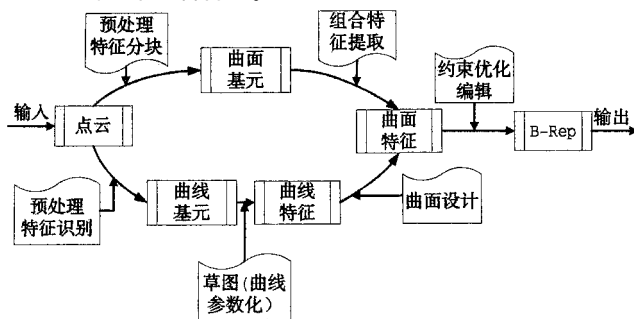 预处理
特征分块
组合特
征提取
曲面
基元
约束优化
编辑
输入
点云
曲面
特征
B-Rep
输出
预处理
特征识别
曲线
基元
曲线
特征
曲面设计
草图(曲线
参数化)